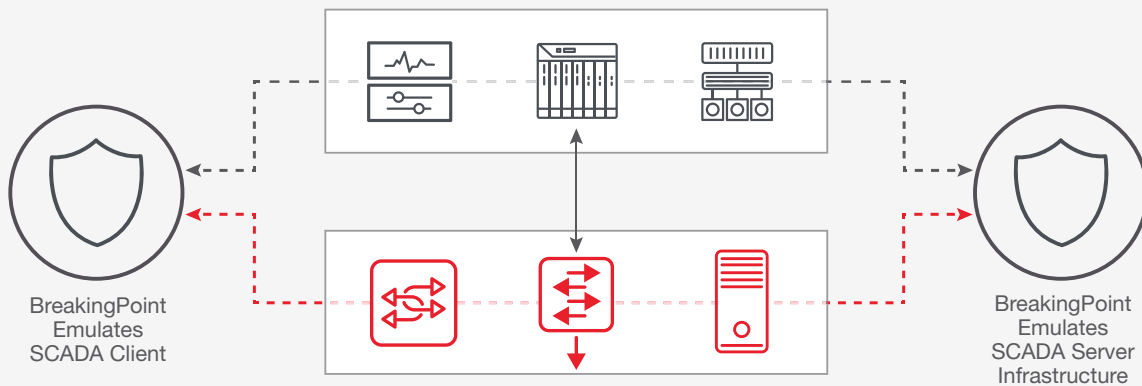 BreakingPoint
Emulates
SCADA Client
BreakingPoint
Emulates
SCADA Server
Infrastructure